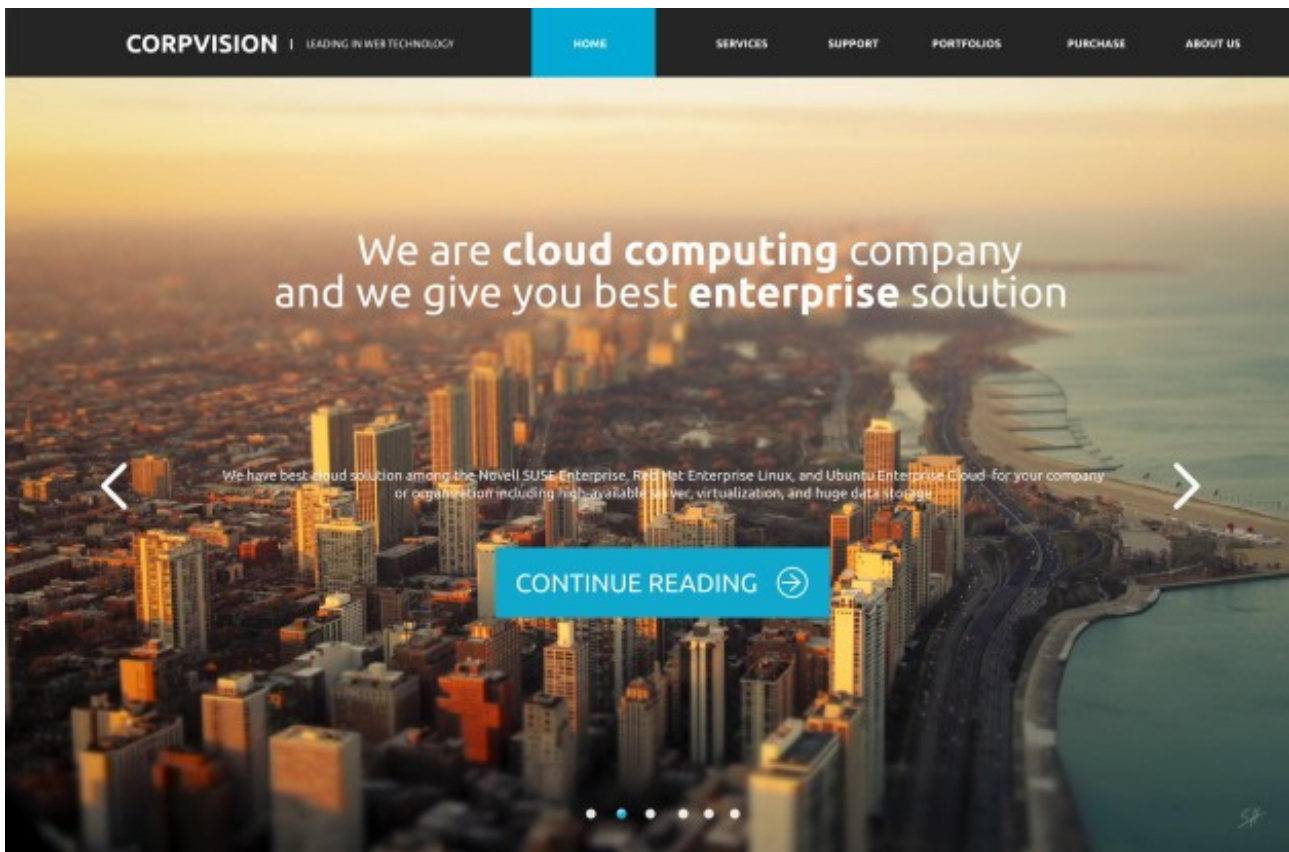 CORPVISION | LEADING IN WEB TECHNOLOGY HOME SERVICES SUPPORT PORTFOLIOS PURCHASE ABOUT US
We are cloud computing company
and we give you best enterprise solution
We have best cloud solution among the Novell SUSE Enterprise, Red Hat Enterprise Linux, and Ubuntu Enterprise Cloud for your company
or organization including high-available server, virtualization, and huge data storage
CONTINUE READING